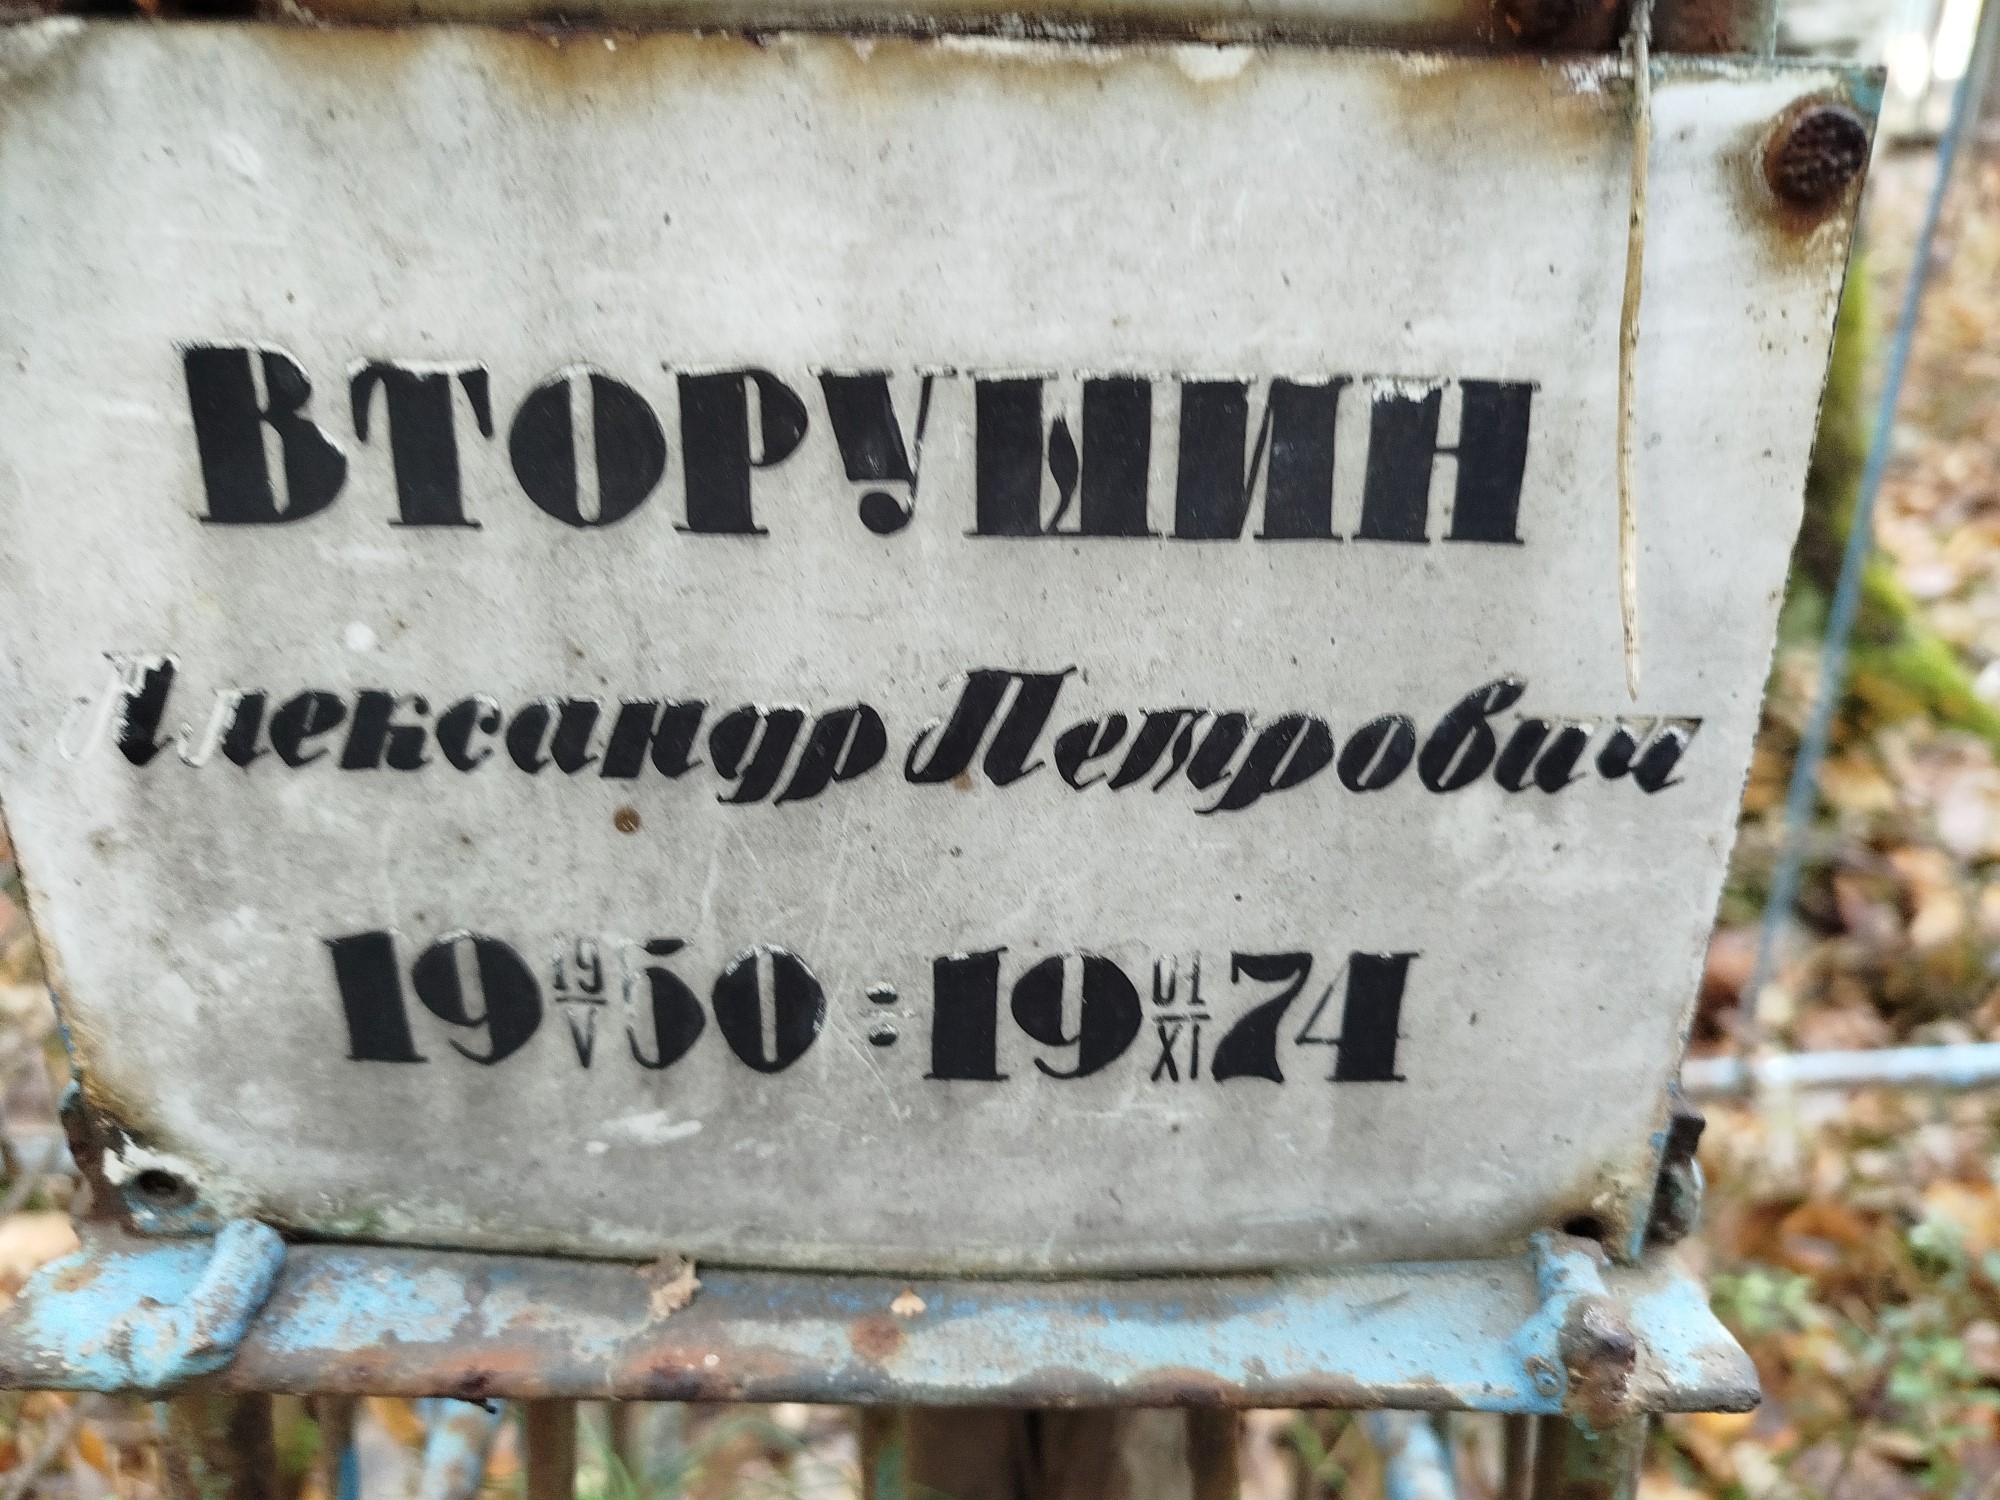 ВТОРУШИН
Александр Петрович
19 19/V 50 = 19 01/XI 74